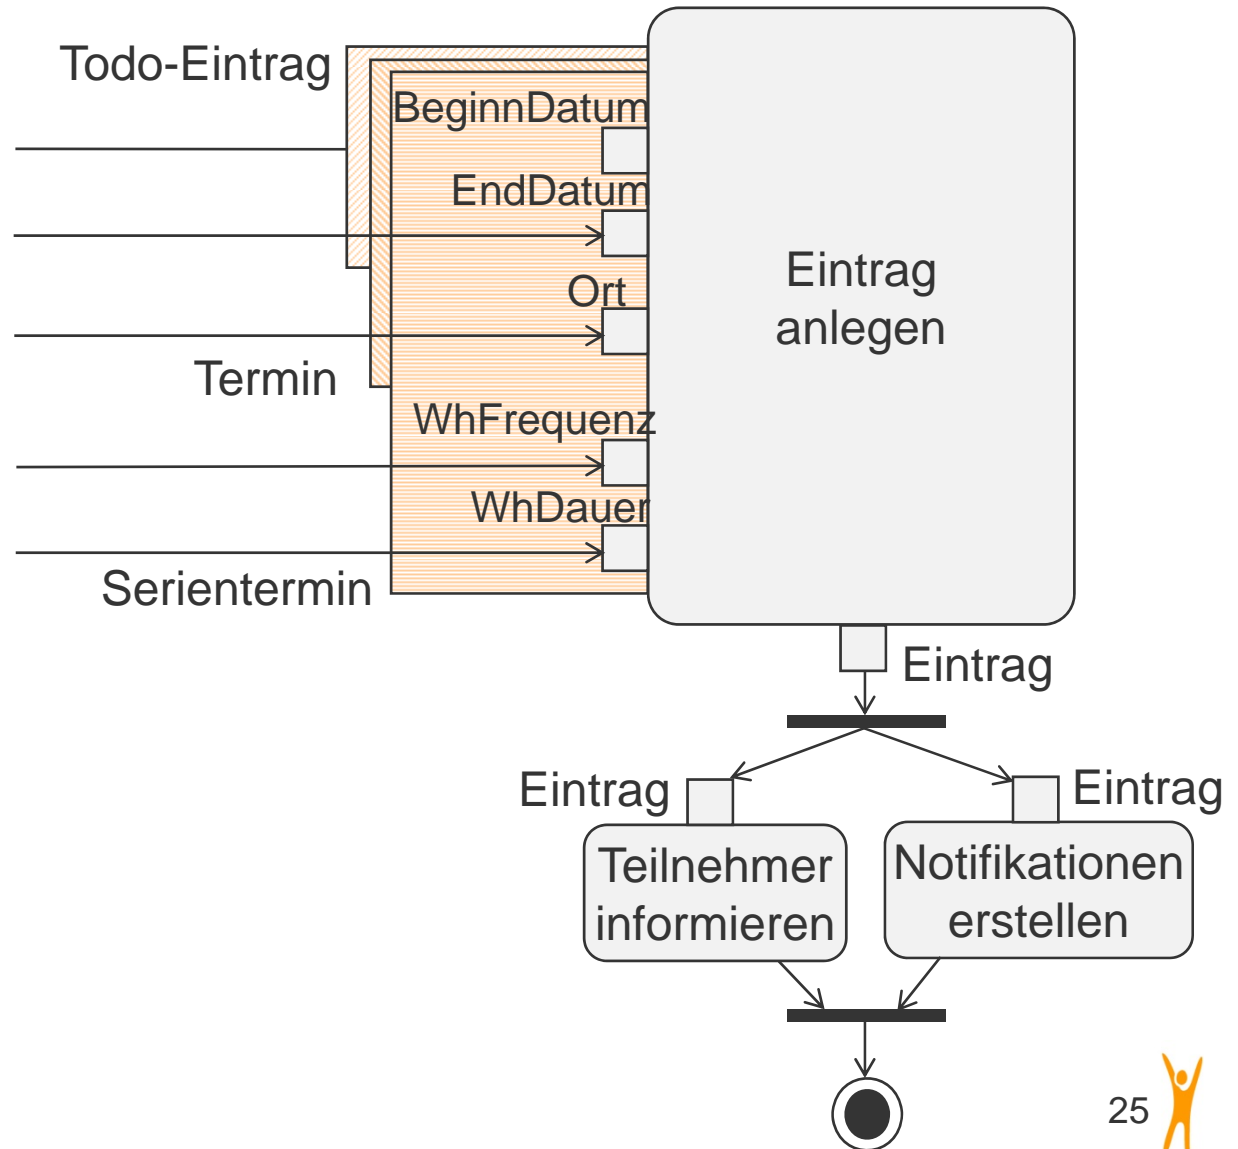 Todo-Eintrag
BeginnDatum
EndDatum
Ort
Termin
WhFrequenz
WhDauer
Serientermin
Eintrag
anlegen
Eintrag
Eintrag
Eintrag
Teilnehmer
informieren
Notifikationen
erstellen
25